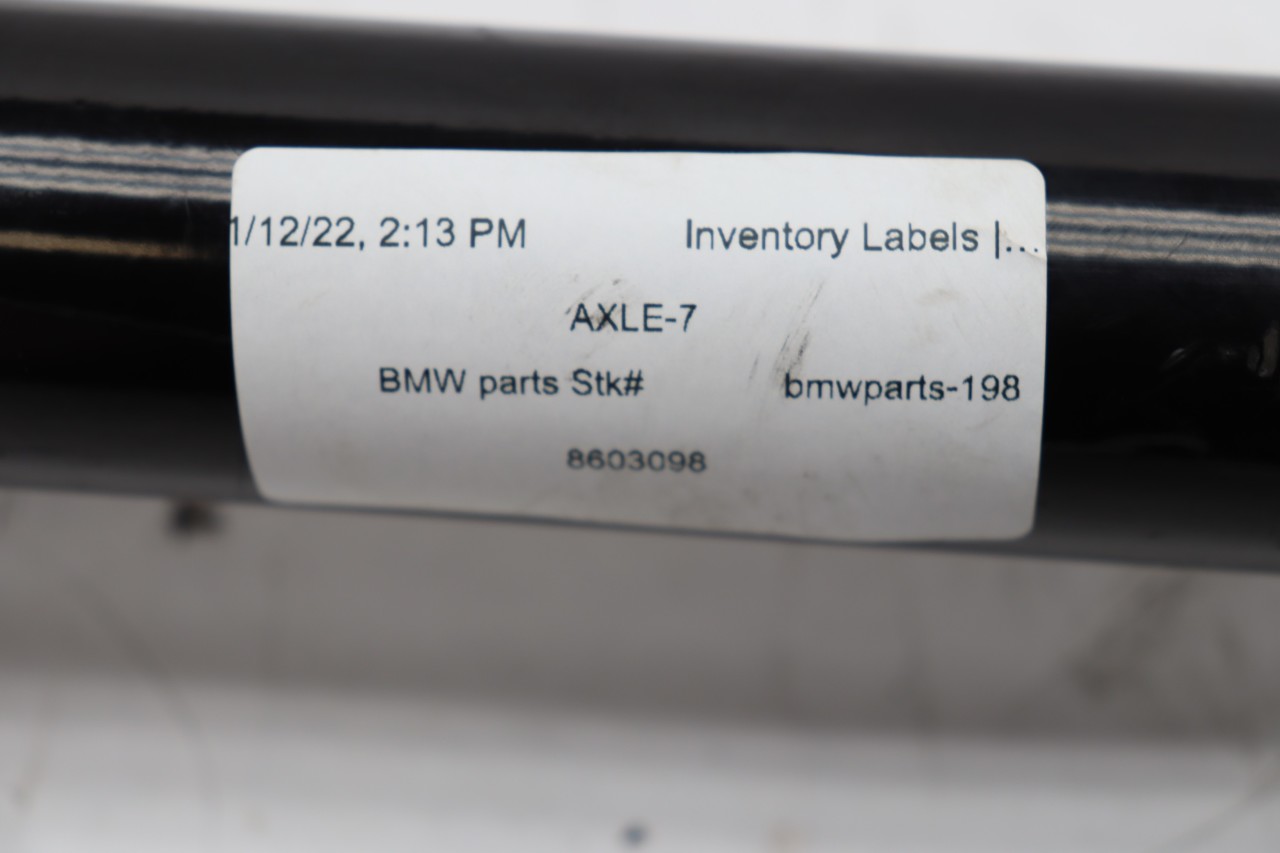 1/12/22, 2:13 PM Inventory Labels |...
AXLE-7
BMW parts Stk# bmwparts-198
8603098